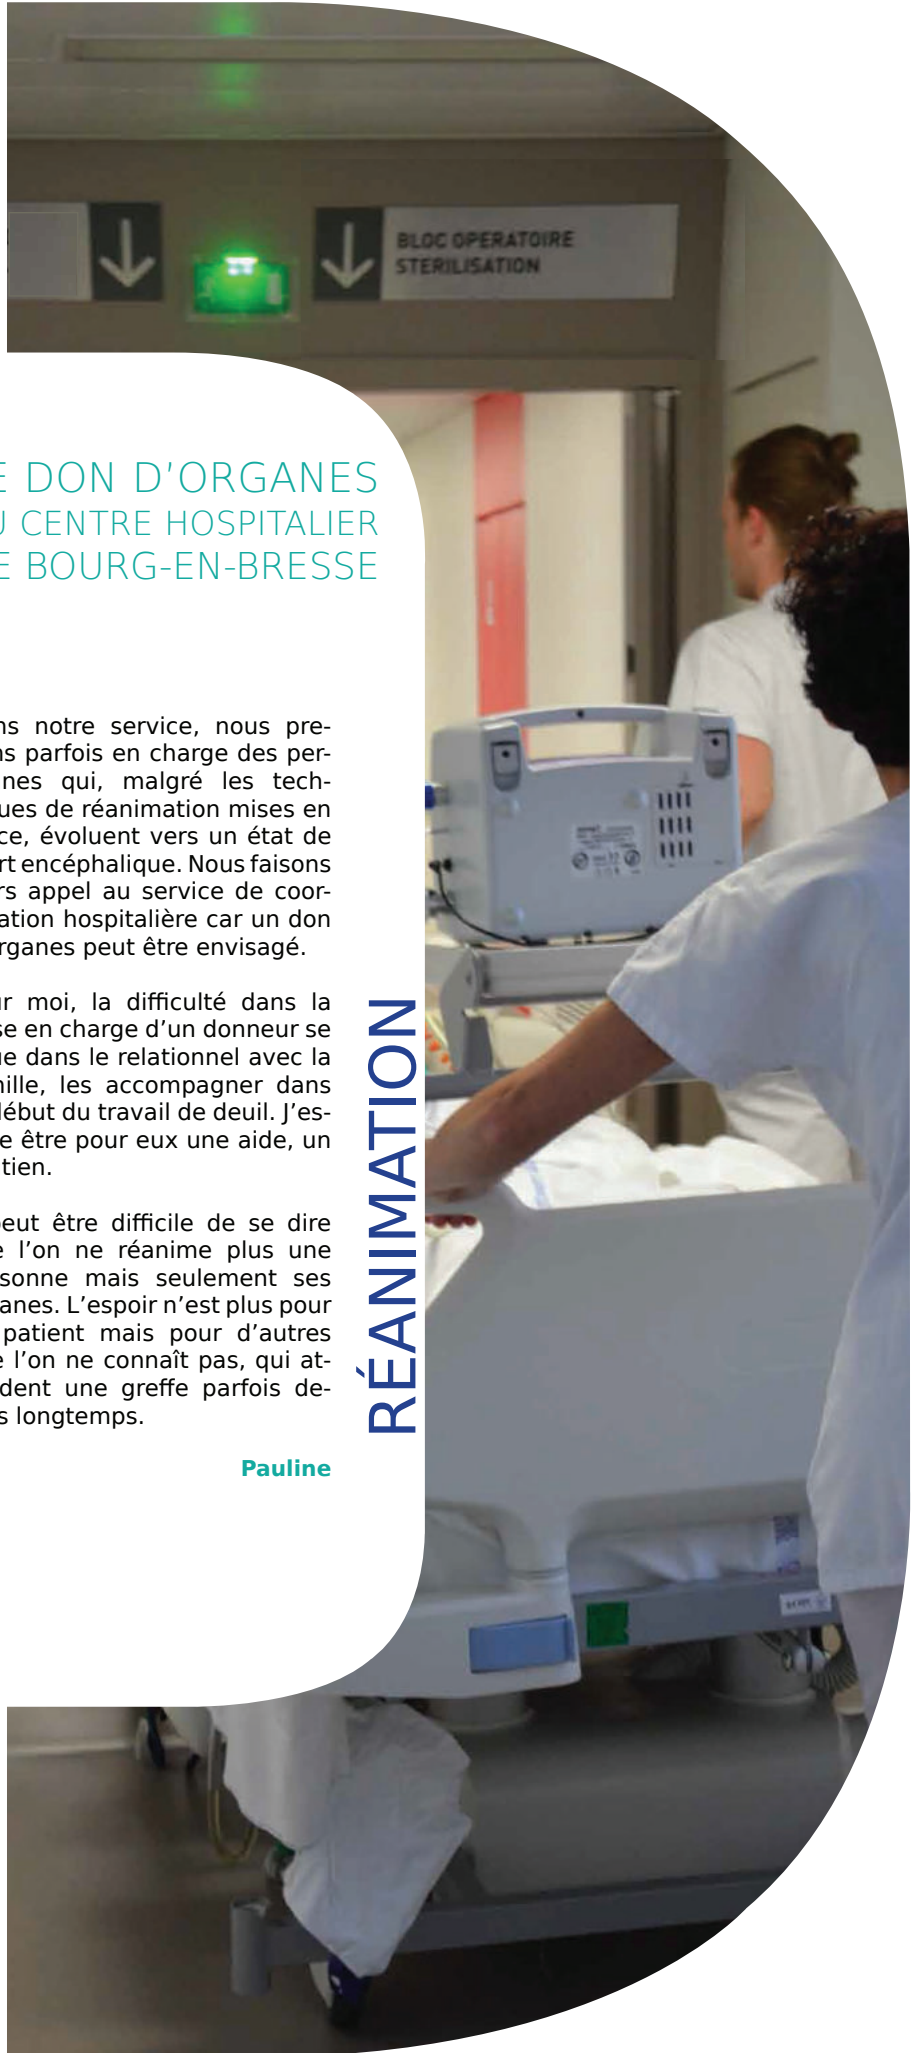 BLOC OPERATOIRE
STERILISATION
E DON D'ORGANES
U CENTRE HOSPITALIER
E BOURG-EN-BRESSE
ns notre service, nous pre-
ns parfois en charge des per-
nes qui, malgré les tech-
ues de réanimation mises en
ce, évoluent vers un état de
rt encéphalique. Nous faisons
rs appel au service de coor-
ation hospitalière car un don
rganes peut être envisagé.
ur moi, la difficulté dans la
se en charge d’un donneur se
ue dans le relationnel avec la
mille, les accompagner dans
début du travail de deuil. J’es-
e être pour eux une aide, un
tien.
peut être difficile de se dire
e l’on ne réanime plus une
sonne mais seulement ses
anes. L’espoir n’est plus pour
patient mais pour d’autres
e l’on ne connaît pas, qui at-
dent une greffe parfois de-
s longtemps.
Pauline
RÉANIMATION